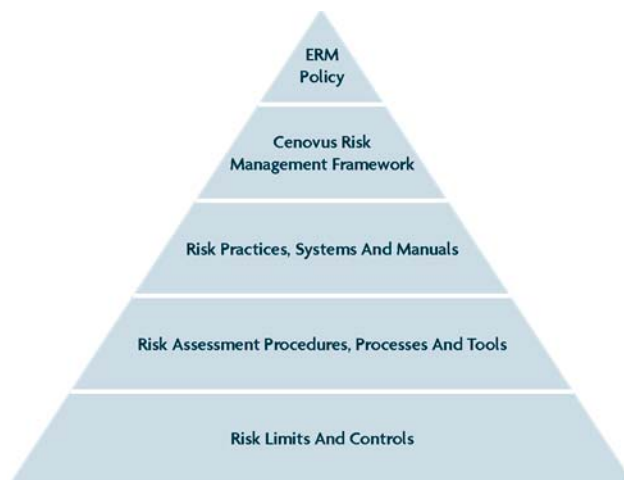 ERM
Policy
Cenovus Risk
Management Framework
Risk Practices, Systems And Manuals
Risk Assessment Procedures, Processes And Tools
Risk Limits And Controls